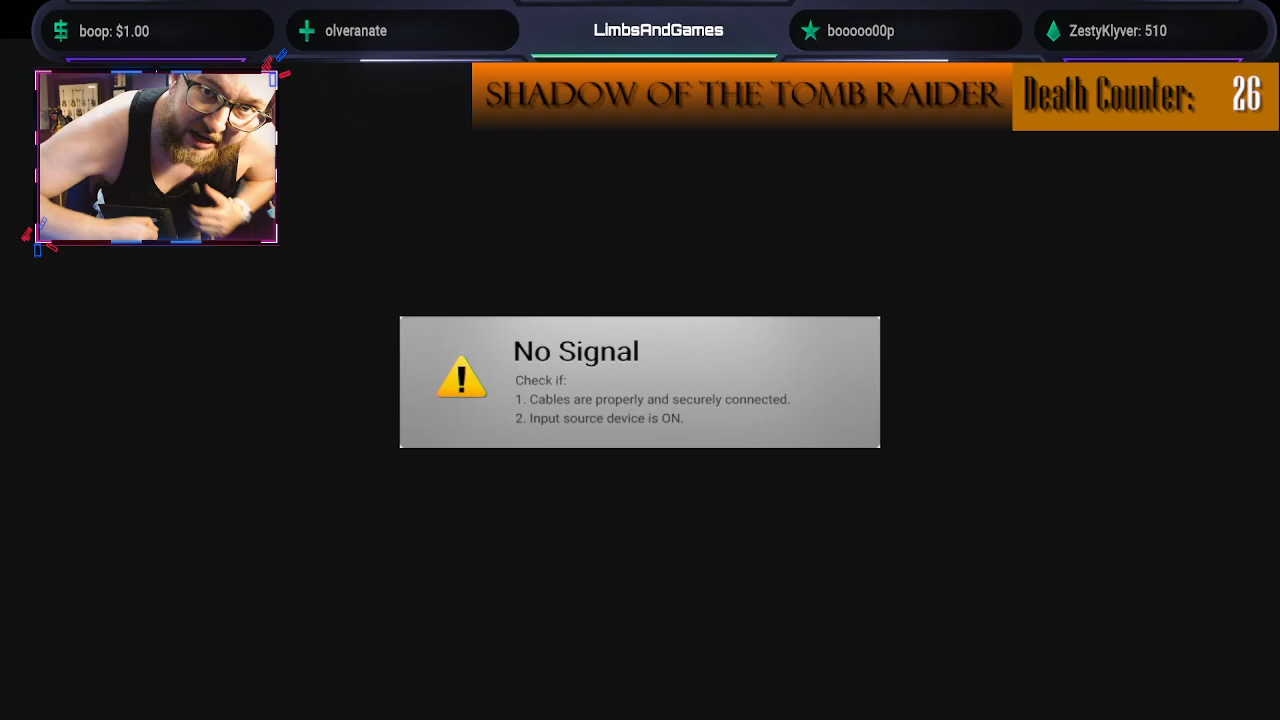 boop: $1.00
olveranate
LimbsAndGames
booooo00p
ZestyKlyver: 510
SHADOW OF THE TOMB RAIDER
Death Counter: 26
No Signal
Check if:
1. Cables are properly and securely connected.
2. Input source device is ON.